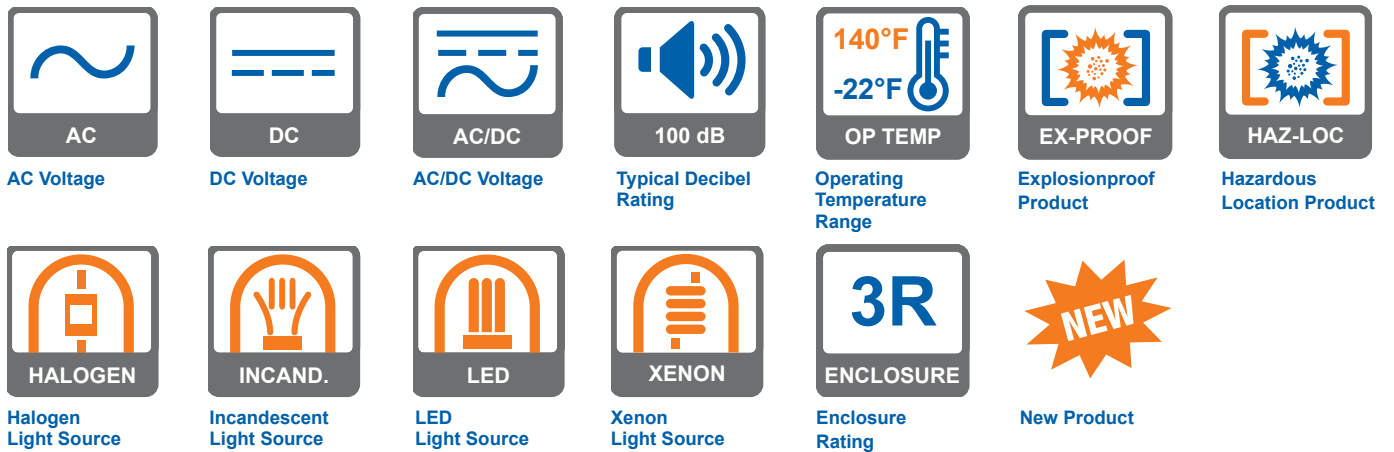 AC
AC Voltage
DC
DC Voltage
AC/DC
AC/DC Voltage
100 dB
Typical Decibel
Rating
140°F
-22°F
OP TEMP
Operating
Temperature
Range
EX-PROOF
Explosionproof
Product
HAZ-LOC
Hazardous
Location Product
HALOGEN
Halogen
Light Source
INCAND.
Incandescent
Light Source
LED
LED
Light Source
XENON
Xenon
Light Source
3R
ENCLOSURE
Enclosure
Rating
NEW
New Product